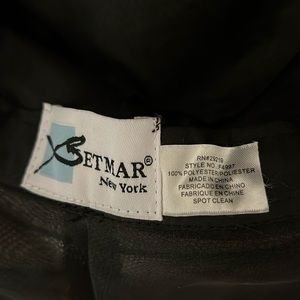 BETMAR®
New York
RN#29219
STYLE NO. F4997
100% POLYESTER/POLIESTER
MADE IN CHINA
FABRICADO EN CHINO
FABRIQUE EN CHINE
SPOT CLEAN